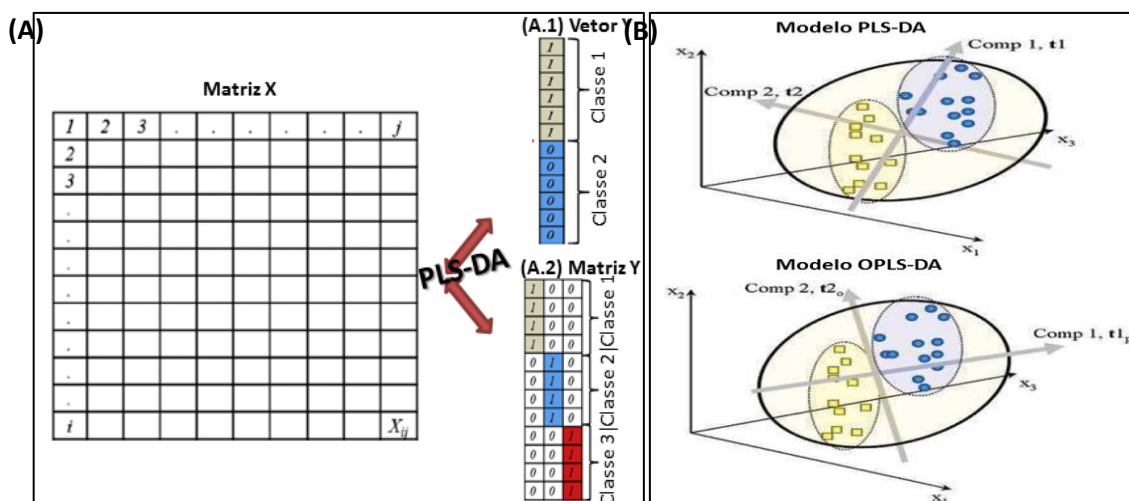 (A)
Matriz X
1 2 3 . . . . . . j
2
3
.
.
.
.
.
.
.
i X_ij
PLS-DA
(A.1) Vetor Y
1
1
1
1
1
1
0
0
0
0
0
0
Classe 1
Classe 2
(A.2) Matriz Y
1 0 0
1 0 0
1 0 0
1 0 0
0 1 0
0 1 0
0 1 0
0 1 0
0 0 1
0 0 1
0 0 1
0 0 1
Classe 3|Classe 2|Classe 1
(B)
Modelo PLS-DA
x2
Comp 1, t1
Comp 2, t2
x3
x1
Modelo OPLS-DA
x2
Comp 2, t2o
Comp 1, t1p
x3